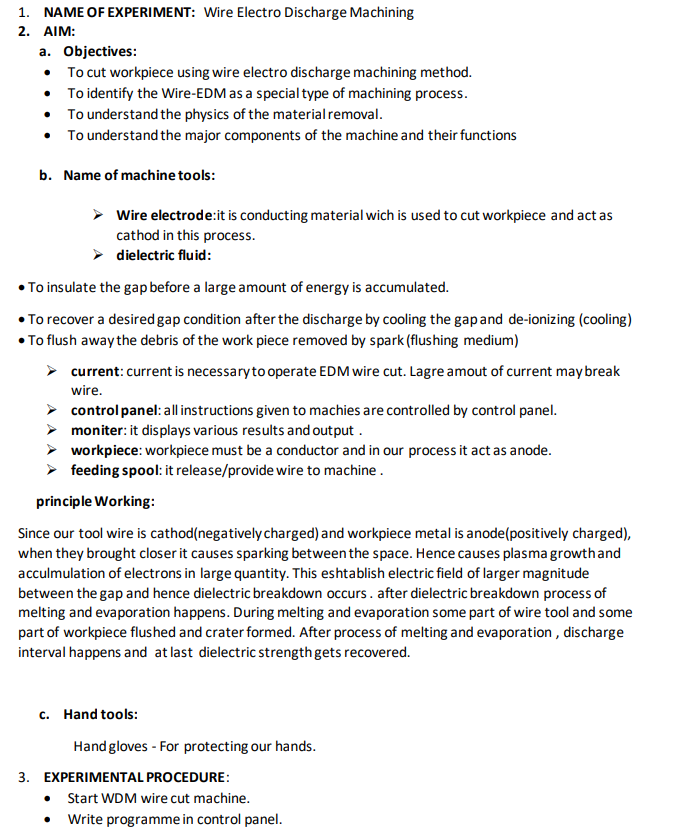 1. NAME OF EXPERIMENT: Wire Electro Discharge Machining
2. AIM:
a. Objectives:
• To cut workpiece using wire electro discharge machining method.
• To identify the Wire-EDM as a special type of machining process.
• To understand the physics of the material removal.
• To understand the major components of the machine and their functions
b. Name of machine tools:
➢ Wire electrode:it is conducting material wich is used to cut workpiece and act as
cathod in this process.
➢ dielectric fluid:
• To insulate the gap before a large amount of energy is accumulated.
• To recover a desired gap condition after the discharge by cooling the gap and de-ionizing (cooling)
• To flush away the debris of the work piece removed by spark (flushing medium)
➢ current: current is necessary to operate EDM wire cut. Lagre amout of current may break
wire.
➢ control panel: all instructions given to machies are controlled by control panel.
➢ moniter: it displays various results and output .
➢ workpiece: workpiece must be a conductor and in our process it act as anode.
➢ feeding spool: it release/provide wire to machine .
principle Working:
Since our tool wire is cathod(negatively charged) and workpiece metal is anode(positively charged),
when they brought closer it causes sparking between the space. Hence causes plasma growth and
acculmulation of electrons in large quantity. This eshtablish electric field of larger magnitude
between the gap and hence dielectric breakdown occurs . after dielectric breakdown process of
melting and evaporation happens. During melting and evaporation some part of wire tool and some
part of workpiece flushed and crater formed. After process of melting and evaporation , discharge
interval happens and at last dielectric strength gets recovered.
c. Hand tools:
Hand gloves - For protecting our hands.
3. EXPERIMENTAL PROCEDURE:
• Start WDM wire cut machine.
• Write programme in control panel.